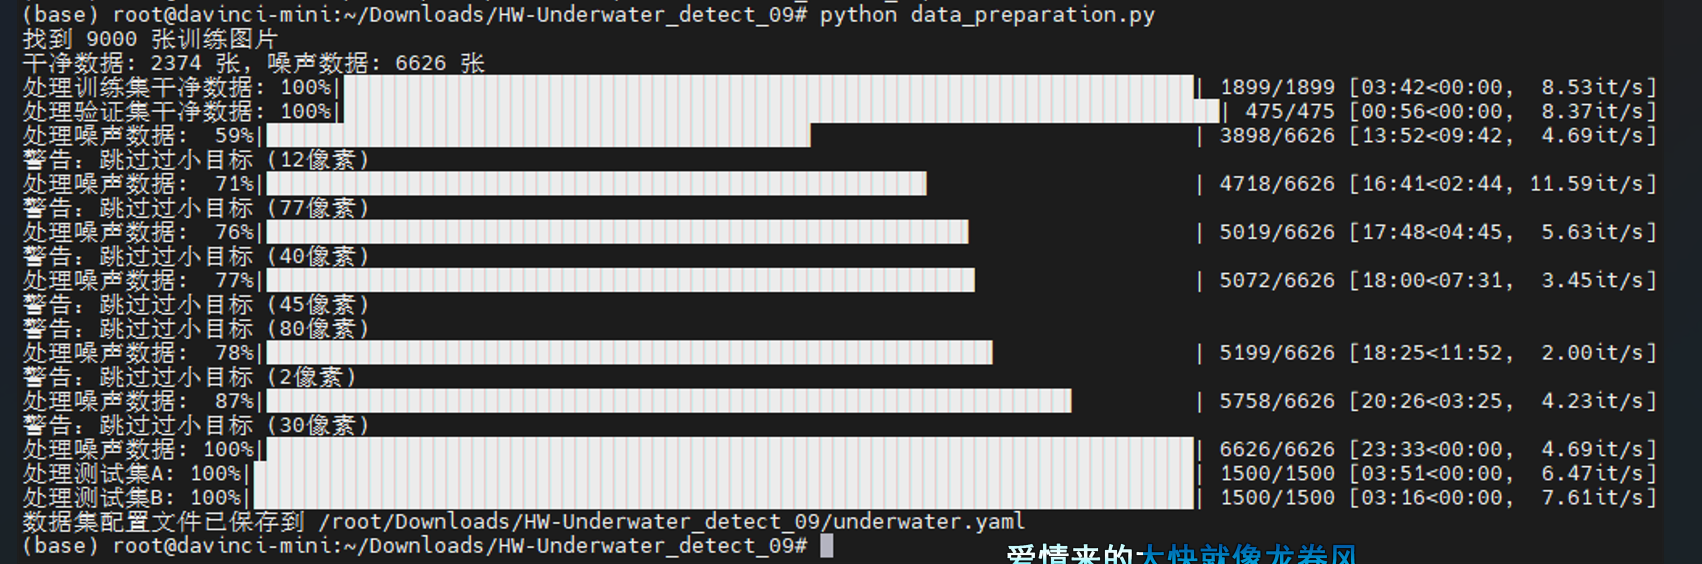 (base) root@davinci-mini:~/Downloads/HW-Underwater_detect_09# python data_preparation.py
找到 9000 张训练图片
干净数据: 2374 张, 噪声数据: 6626 张
处理训练集干净数据: 100%| | 1899/1899 [03:42<00:00, 8.53it/s]
处理验证集干净数据: 100%| | 475/475 [00:56<00:00, 8.37it/s]
处理噪声数据: 59%| | 3898/6626 [13:52<09:42, 4.69it/s]
警告: 跳过过小目标 (12像素)
处理噪声数据: 71%| | 4718/6626 [16:41<02:44, 11.59it/s]
警告: 跳过过小目标 (77像素)
处理噪声数据: 76%| | 5019/6626 [17:48<04:45, 5.63it/s]
警告: 跳过过小目标 (40像素)
处理噪声数据: 77%| | 5072/6626 [18:00<07:31, 3.45it/s]
警告: 跳过过小目标 (45像素)
警告: 跳过过小目标 (80像素)
处理噪声数据: 78%| | 5199/6626 [18:25<11:52, 2.00it/s]
警告: 跳过过小目标 (2像素)
处理噪声数据: 87%| | 5758/6626 [20:26<03:25, 4.23it/s]
警告: 跳过过小目标 (30像素)
处理噪声数据: 100%| | 6626/6626 [23:33<00:00, 4.69it/s]
处理测试集A: 100%| | 1500/1500 [03:51<00:00, 6.47it/s]
处理测试集B: 100%| | 1500/1500 [03:16<00:00, 7.61it/s]
数据集配置文件已保存到 /root/Downloads/HW-Underwater_detect_09/underwater.yaml
(base) root@davinci-mini:~/Downloads/HW-Underwater_detect_09#
爱情来的太快就像龙卷风